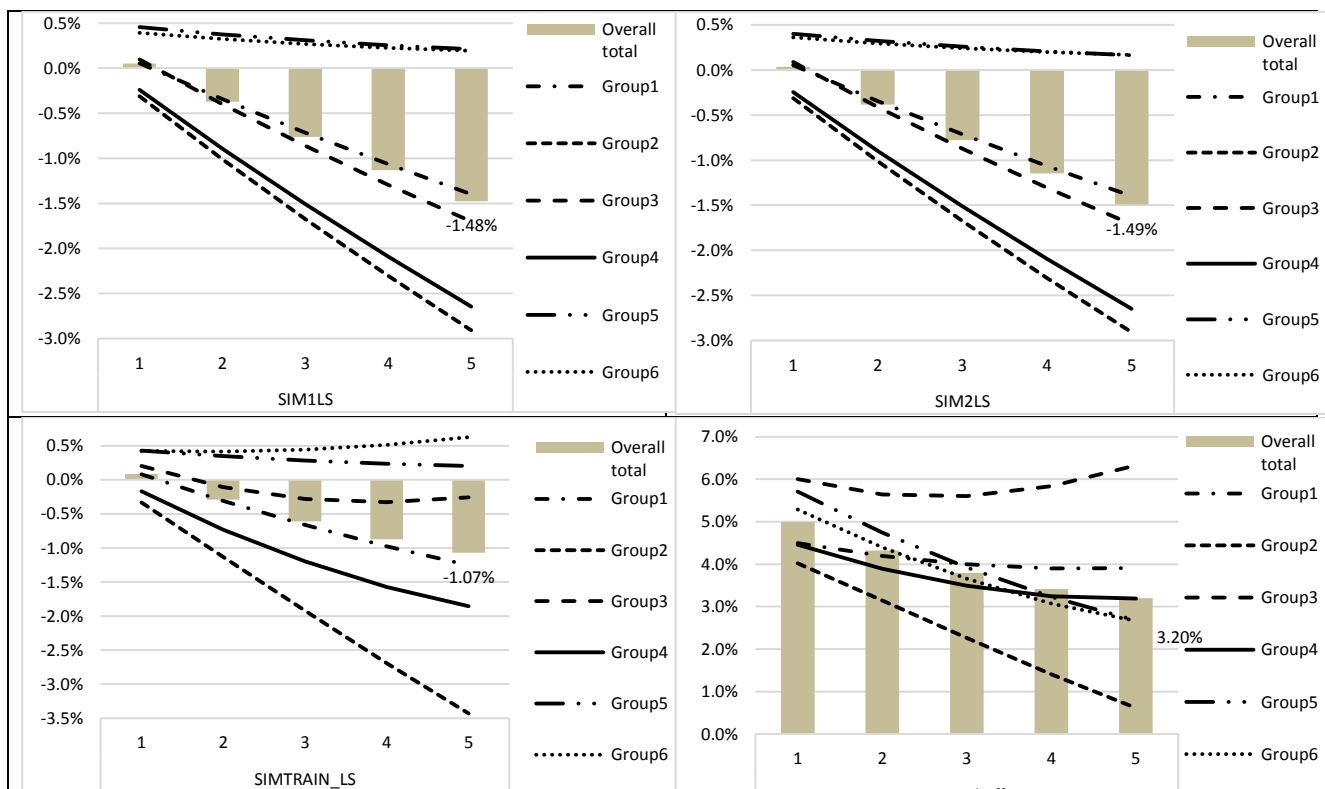 0.5%
0.0%
-0.5%
-1.0%
-1.5%
-2.0%
-2.5%
-3.0%
-1.48%
1 2 3 4 5
SIM1LS
Overall
total
Group1
Group2
Group3
Group4
Group5
Group6
0.5%
0.0%
-0.5%
-1.0%
-1.5%
-2.0%
-2.5%
-3.0%
-1.49%
1 2 3 4 5
SIM2LS
Overall
total
Group1
Group2
Group3
Group4
Group5
Group6
0.5%
0.0%
-0.5%
-1.0%
-1.5%
-2.0%
-2.5%
-3.0%
-3.5%
-1.07%
1 2 3 4 5
SIMTRAIN_LS
Overall
total
Group1
Group2
Group3
Group4
Group5
Group6
7.0%
6.0%
5.0%
4.0%
3.0%
2.0%
1.0%
0.0%
3.20%
1 2 3 4 5
Overall
total
Group1
Group2
Group3
Group4
Group5
Group6